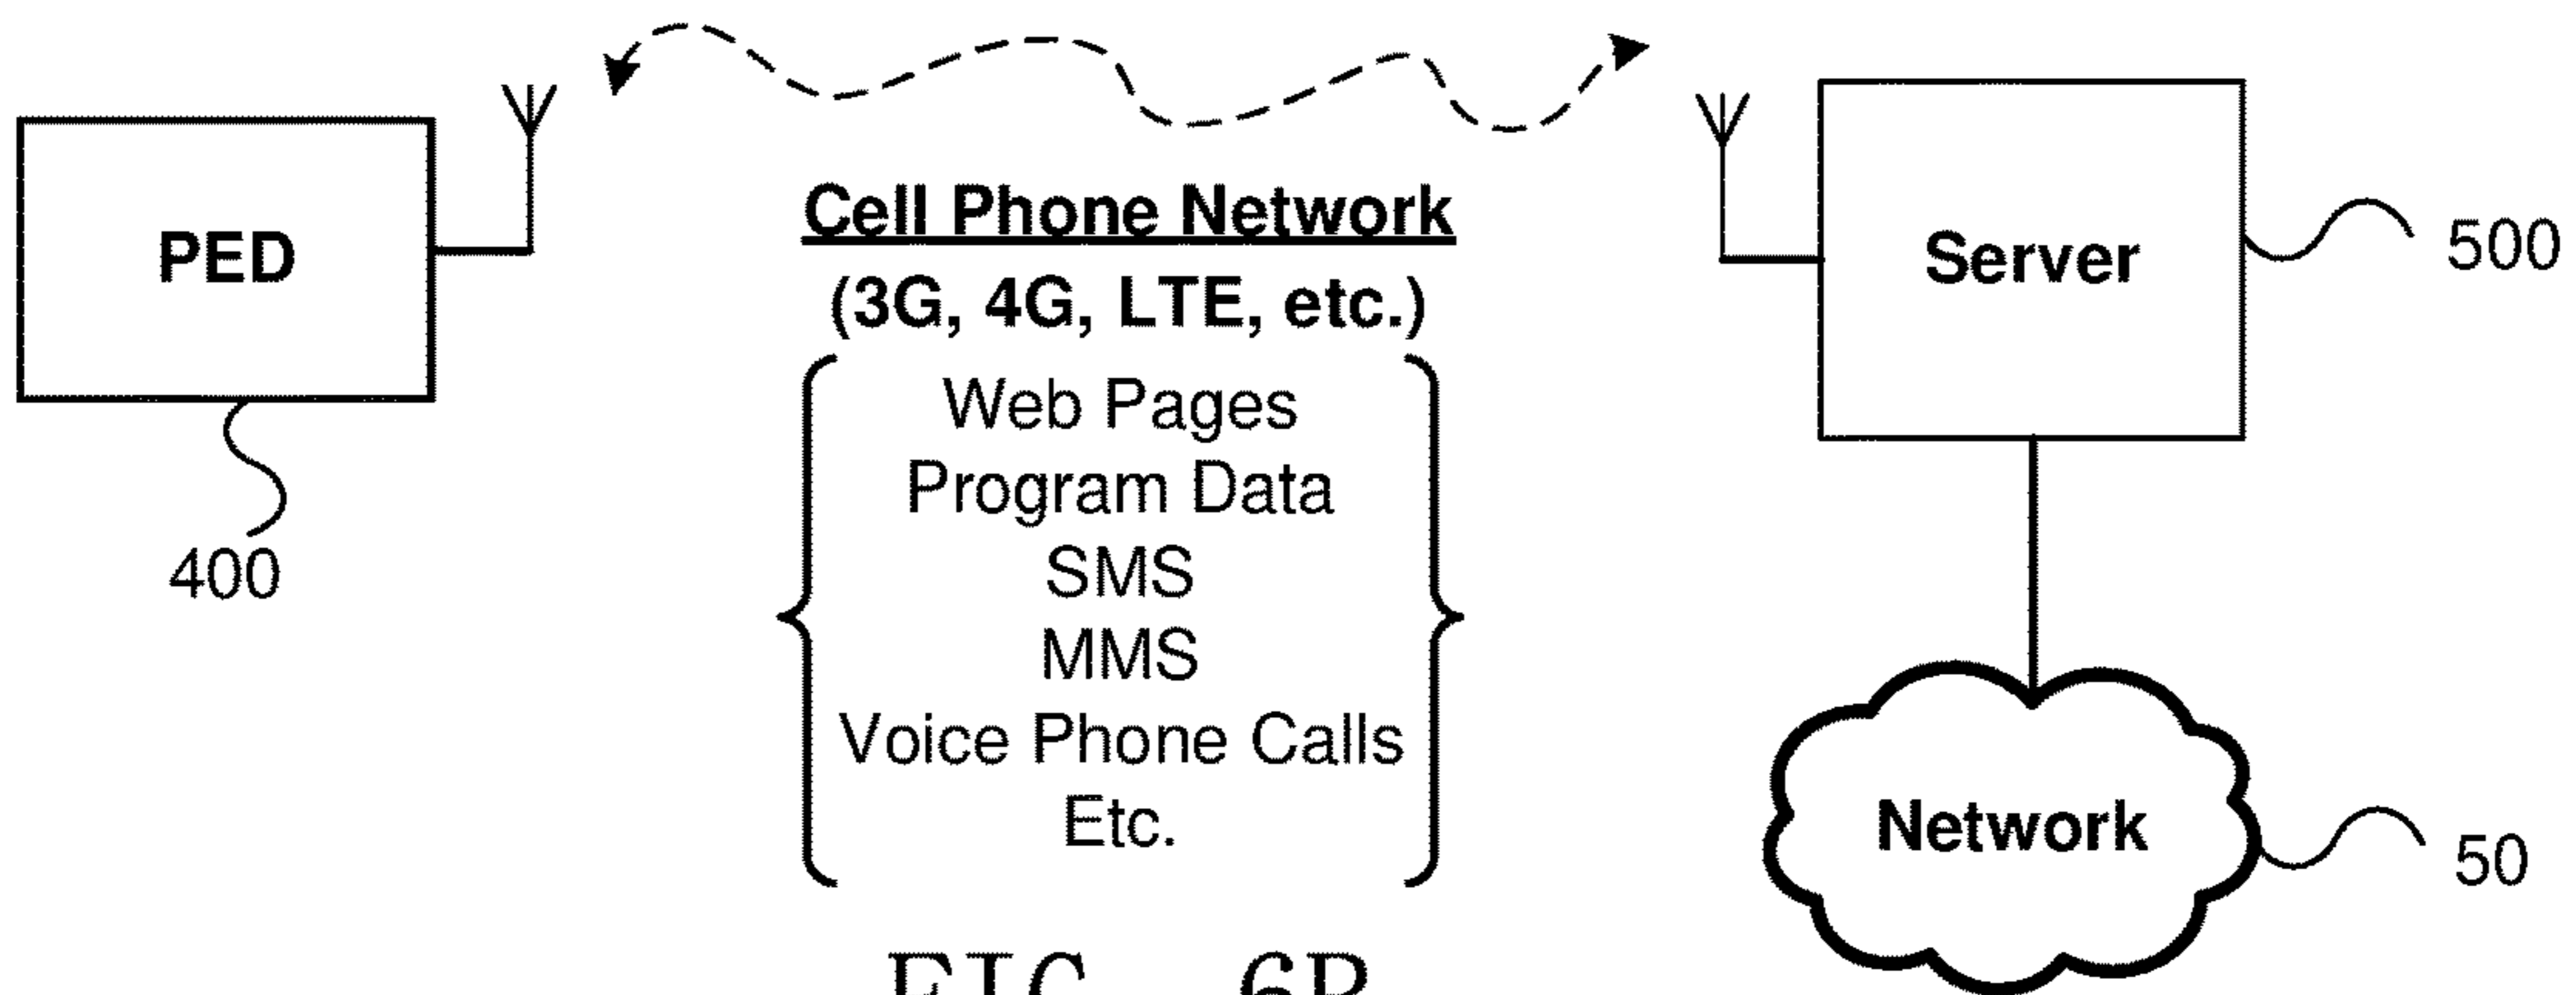 PED
400
Cell Phone Network
(3G, 4G, LTE, etc.)
Web Pages
Program Data
SMS
MMS
Voice Phone Calls
Etc.
Server
500
Network
50